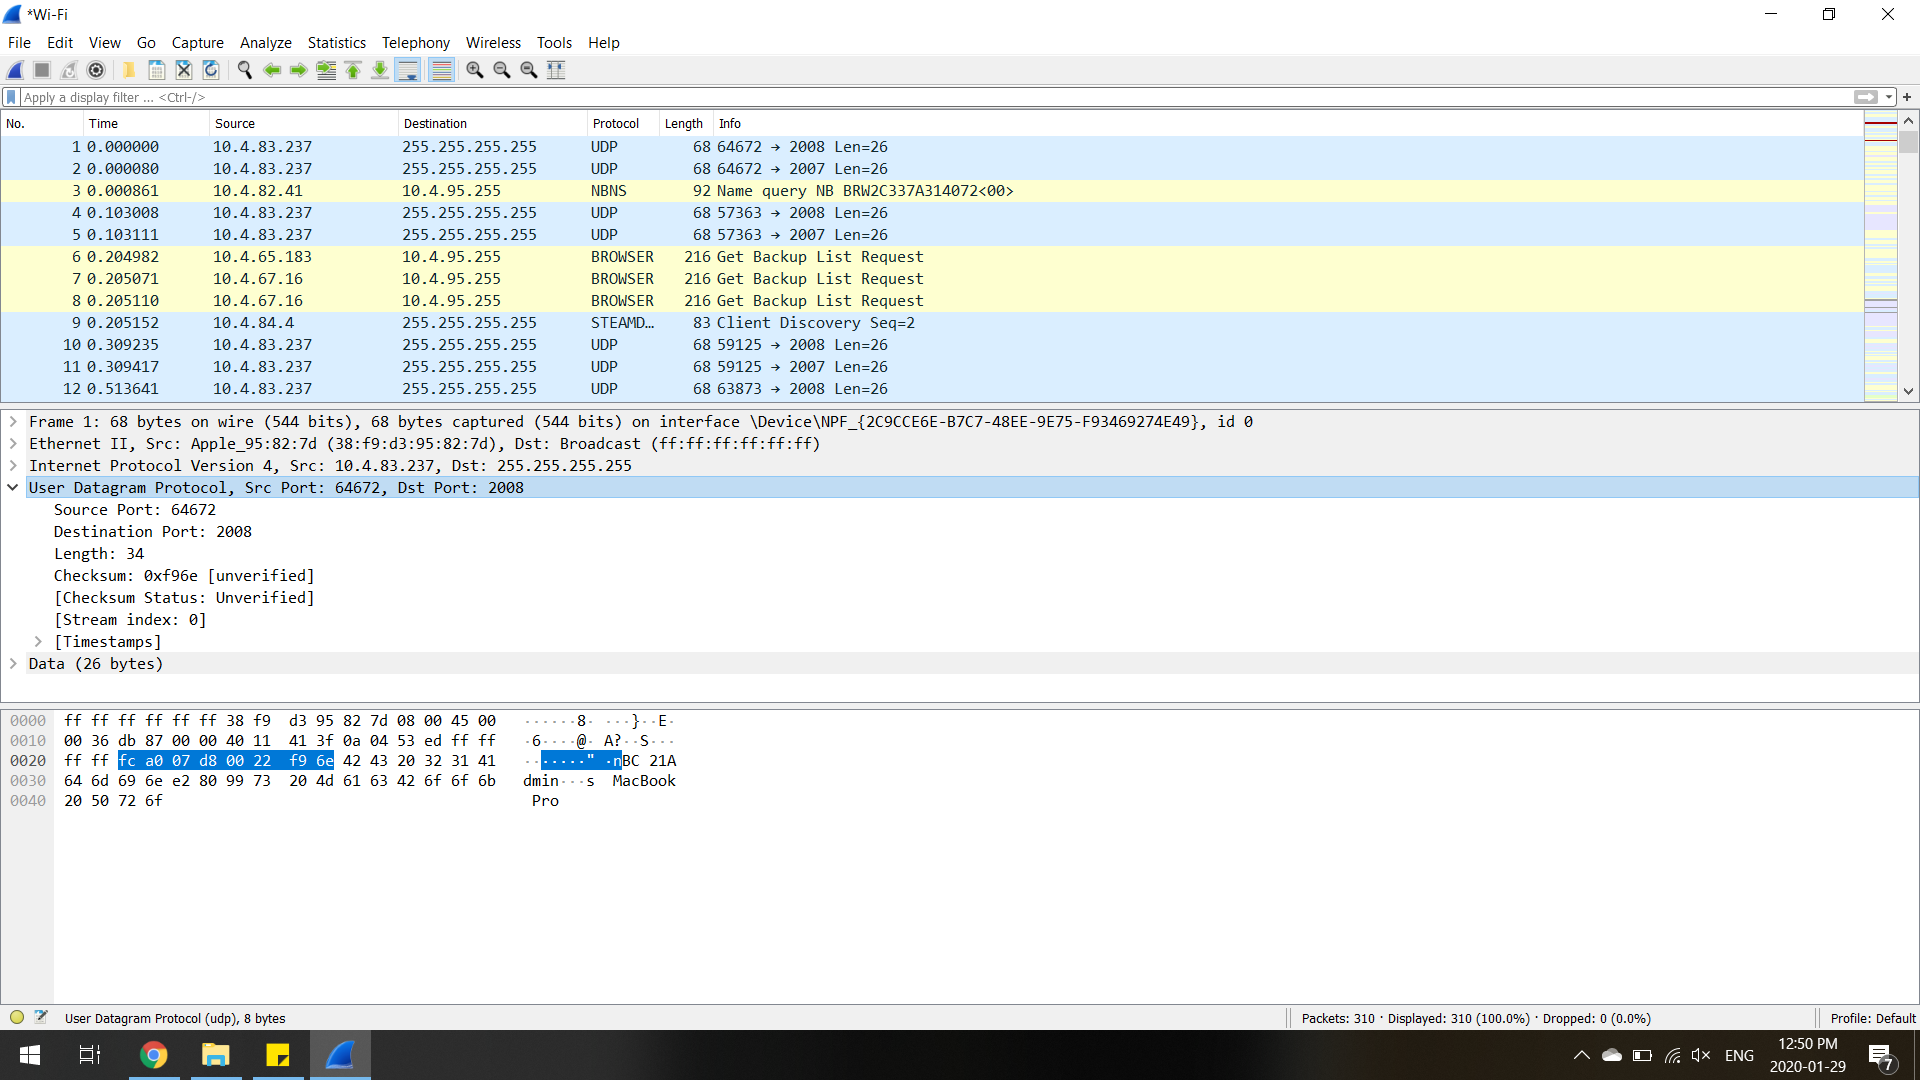 *Wi-Fi
File Edit View Go Capture Analyze Statistics Telephony Wireless Tools Help
Apply a display filter ... <Ctrl-/>
No. Time Source Destination Protocol Length Info
1 0.000000 10.4.83.237 255.255.255.255 UDP 68 64672 → 2008 Len=26
2 0.000080 10.4.83.237 255.255.255.255 UDP 68 64672 → 2007 Len=26
3 0.000861 10.4.82.41 10.4.95.255 NBNS 92 Name query NB BRW2C337A314072<00>
4 0.103008 10.4.83.237 255.255.255.255 UDP 68 57363 → 2008 Len=26
5 0.103111 10.4.83.237 255.255.255.255 UDP 68 57363 → 2007 Len=26
6 0.204982 10.4.65.183 10.4.95.255 BROWSER 216 Get Backup List Request
7 0.205071 10.4.67.16 10.4.95.255 BROWSER 216 Get Backup List Request
8 0.205110 10.4.67.16 10.4.95.255 BROWSER 216 Get Backup List Request
9 0.205152 10.4.84.4 255.255.255.255 STEAMD… 83 Client Discovery Seq=2
10 0.309235 10.4.83.237 255.255.255.255 UDP 68 59125 → 2008 Len=26
11 0.309417 10.4.83.237 255.255.255.255 UDP 68 59125 → 2007 Len=26
12 0.513641 10.4.83.237 255.255.255.255 UDP 68 63873 → 2008 Len=26
Frame 1: 68 bytes on wire (544 bits), 68 bytes captured (544 bits) on interface \Device\NPF_{2C9CCE6E-B7C7-48EE-9E75-F93469274E49}, id 0
Ethernet II, Src: Apple_95:82:7d (38:f9:d3:95:82:7d), Dst: Broadcast (ff:ff:ff:ff:ff:ff)
Internet Protocol Version 4, Src: 10.4.83.237, Dst: 255.255.255.255
User Datagram Protocol, Src Port: 64672, Dst Port: 2008
Source Port: 64672
Destination Port: 2008
Length: 34
Checksum: 0xf96e [unverified]
[Checksum Status: Unverified]
[Stream index: 0]
[Timestamps]
Data (26 bytes)
0000 ff ff ff ff ff ff 38 f9 d3 95 82 7d 08 00 45 00 ······8· ···}··E·
0010 00 36 db 87 00 00 40 11 41 3f 0a 04 53 ed ff ff ·6····@· A?··S···
0020 ff ff fc a0 07 d8 00 22 f9 6e 42 43 20 32 31 41 ·······" ·nBC 21A
0030 64 6d 69 6e e2 80 99 73 20 4d 61 63 42 6f 6f 6b dmin···s MacBook
0040 20 50 72 6f Pro
User Datagram Protocol (udp), 8 bytes
Packets: 310 · Displayed: 310 (100.0%) · Dropped: 0 (0.0%)
Profile: Default
ENG
12:50 PM
2020-01-29
7